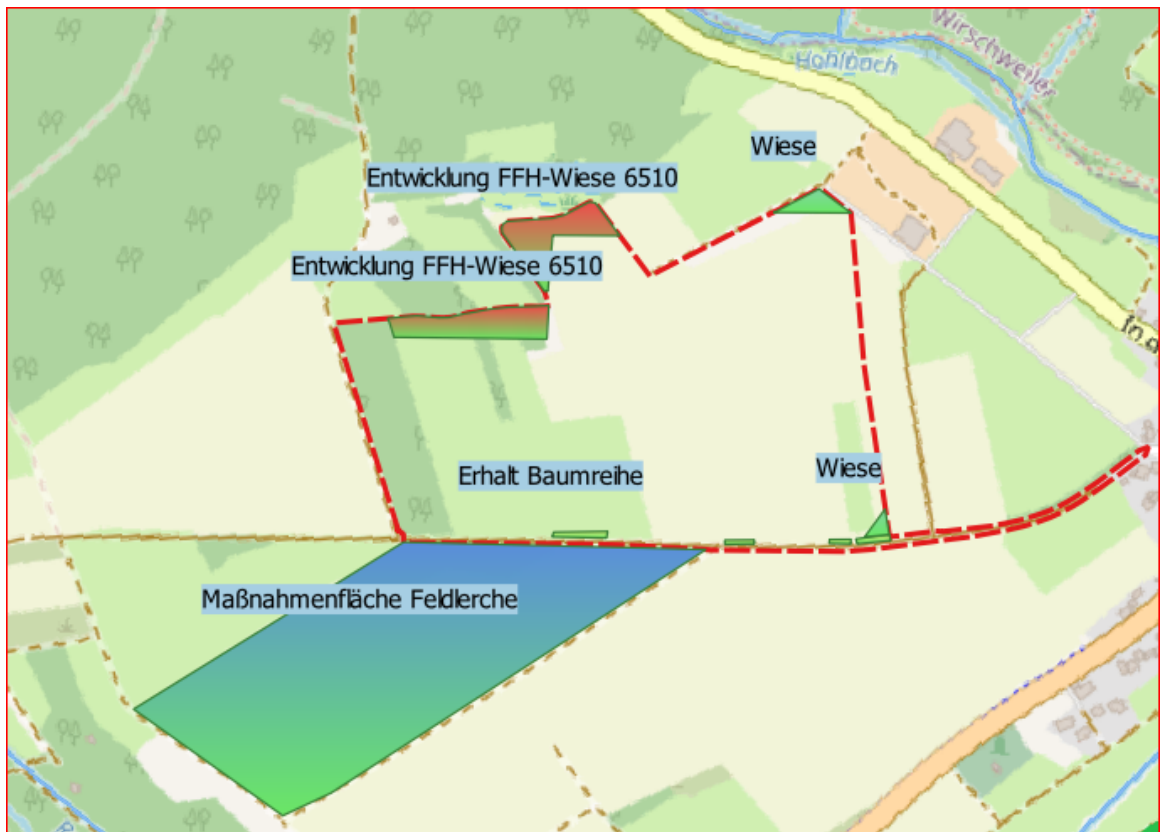 Wirschweiler
Hohlbach
Wiese
Entwicklung FFH-Wiese 6510
Entwicklung FFH-Wiese 6510
Erhalt Baumreihe
Wiese
Maßnahmenfläche Feldlerche